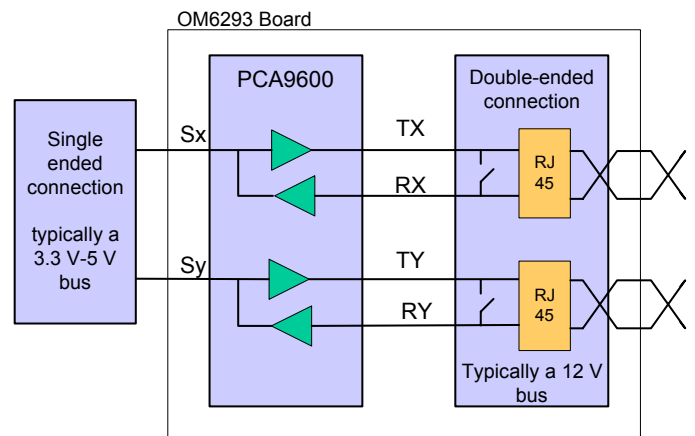 OM6293 Board
PCA9600
Double-ended
connection
Single
ended
connection
typically a
3.3 V-5 V
bus
Sx
TX
RX
RJ
45
Sy
TY
RY
RJ
45
Typically a 12 V
bus